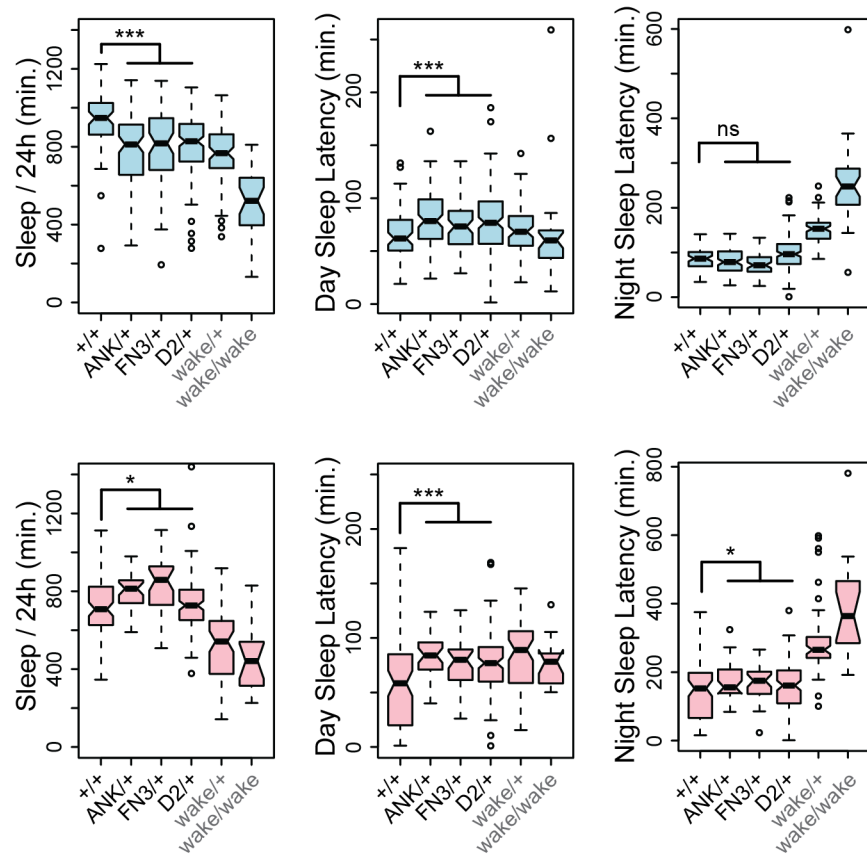 Sleep / 24h (min.)
0 400 800 1200
***
+/+ ANK/+ FN3/+ D2/+ wake/+ wake/wake
Day Sleep Latency (min.)
0 100 200
***
+/+ ANK/+ FN3/+ D2/+ wake/+ wake/wake
Night Sleep Latency (min.)
0 200 400 600
ns
+/+ ANK/+ FN3/+ D2/+ wake/+ wake/wake
Sleep / 24h (min.)
0 400 800 1200
*
+/+ ANK/+ FN3/+ D2/+ wake/+ wake/wake
Day Sleep Latency (min.)
0 100 200
***
+/+ ANK/+ FN3/+ D2/+ wake/+ wake/wake
Night Sleep Latency (min.)
0 200 400 600 800
*
+/+ ANK/+ FN3/+ D2/+ wake/+ wake/wake